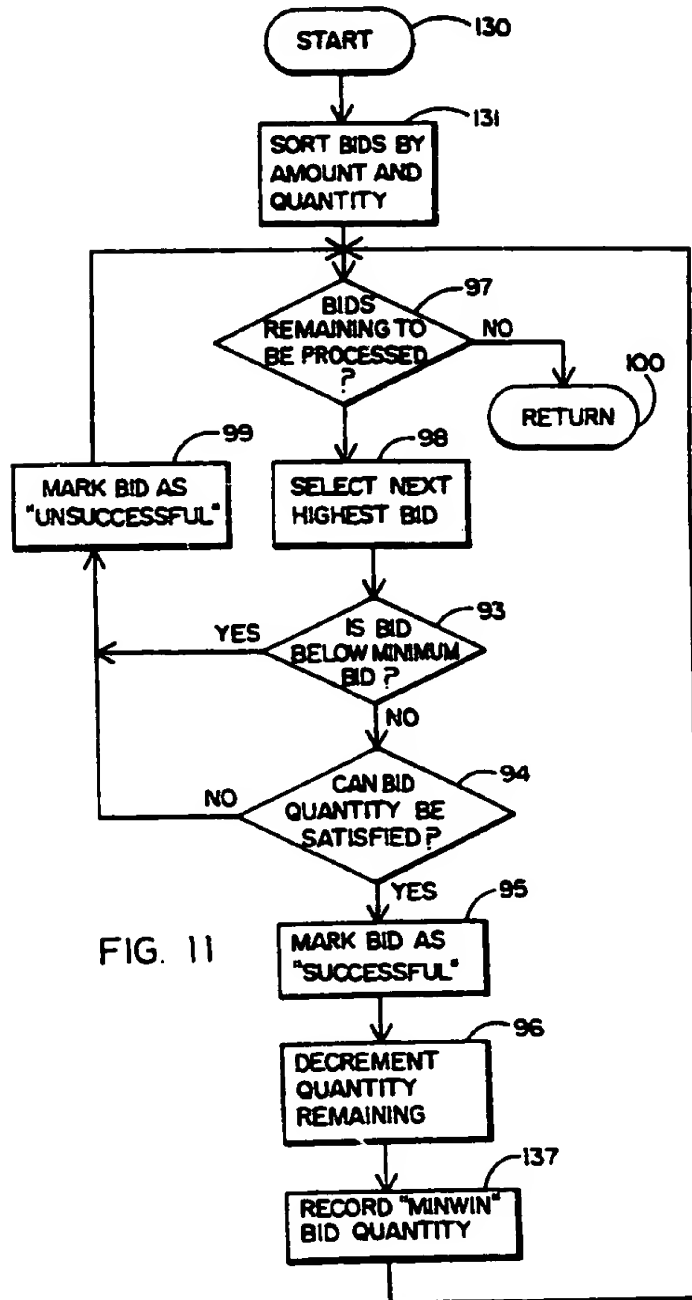 START
130
131
SORT BIDS BY
AMOUNT AND
QUANTITY
97
BIDS
REMAINING TO
BE PROCESSED
?
NO
100
RETURN
99
MARK BID AS
"UNSUCCESSFUL"
98
SELECT NEXT
HIGHEST BID
93
YES
IS BID
BELOW MINIMUM
BID?
NO
94
NO
CAN BID
QUANTITY BE
SATISFIED?
YES
95
FIG. 11
MARK BID AS
"SUCCESSFUL"
96
DECREMENT
QUANTITY
REMAINING
137
RECORD "MINWIN"
BID QUANTITY